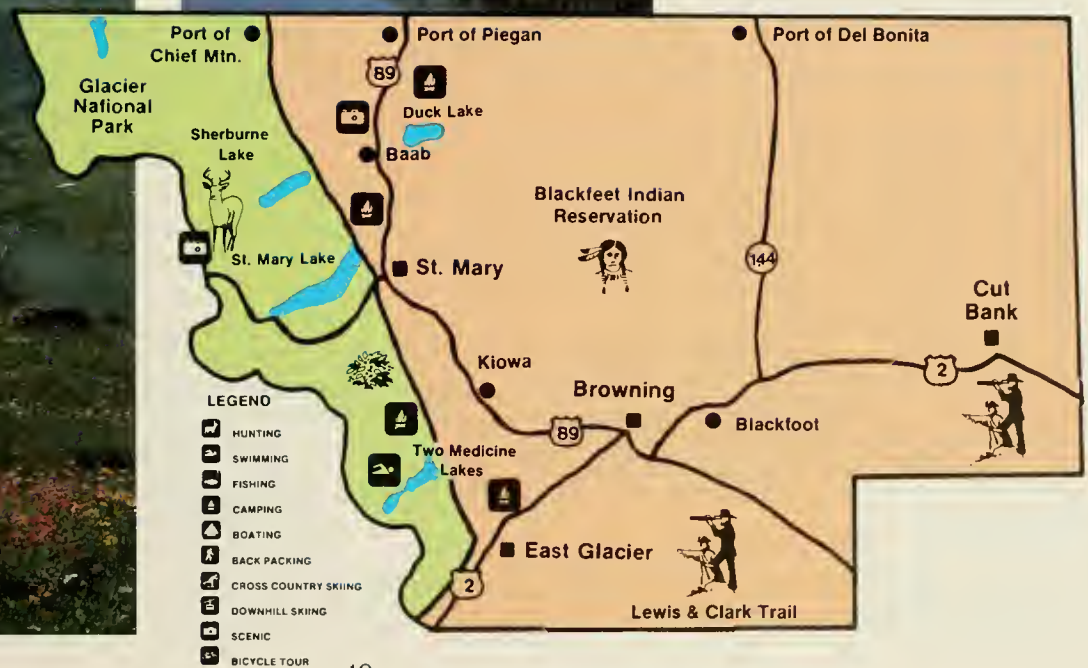 Port of
Chief Mtn.
Port of Piegan
Port of Del Bonita
89
Glacier
National
Park
Duck Lake
Sherburne
Lake
Baab
Blackfeet Indian
Reservation
St. Mary Lake
St. Mary
144
Cut
Bank
Kiowa
2
Browning
LEGEND
89
Blackfoot
HUNTING
SWIMMING
FISHING
CAMPING
BOATING
BACK PACKING
CROSS COUNTRY SKIING
DOWNHILL SKIING
SCENIC
BICYCLE TOUR
Two Medicine
Lakes
East Glacier
2
Lewis & Clark Trail